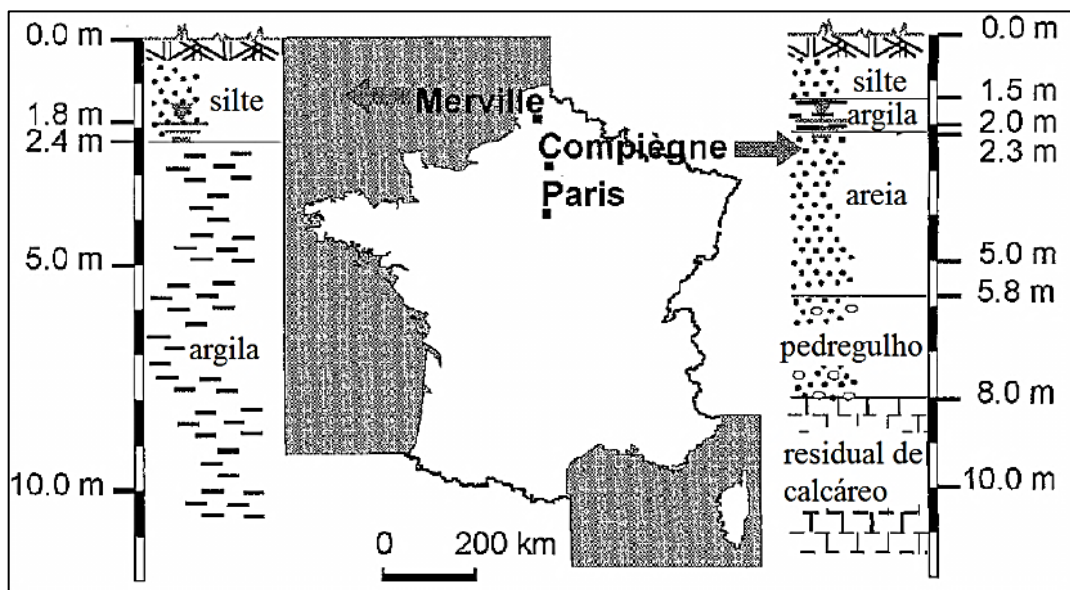 0.0 m
silte
1.8 m
2.4 m
5.0 m
argila
10.0 m
Merville
Compiègne
Paris
0 200 km
0.0 m
silte
1.5 m
argila
2.0 m
2.3 m
areia
5.0 m
5.8 m
pedregulho
8.0 m
residual de
calcáreo
10.0 m